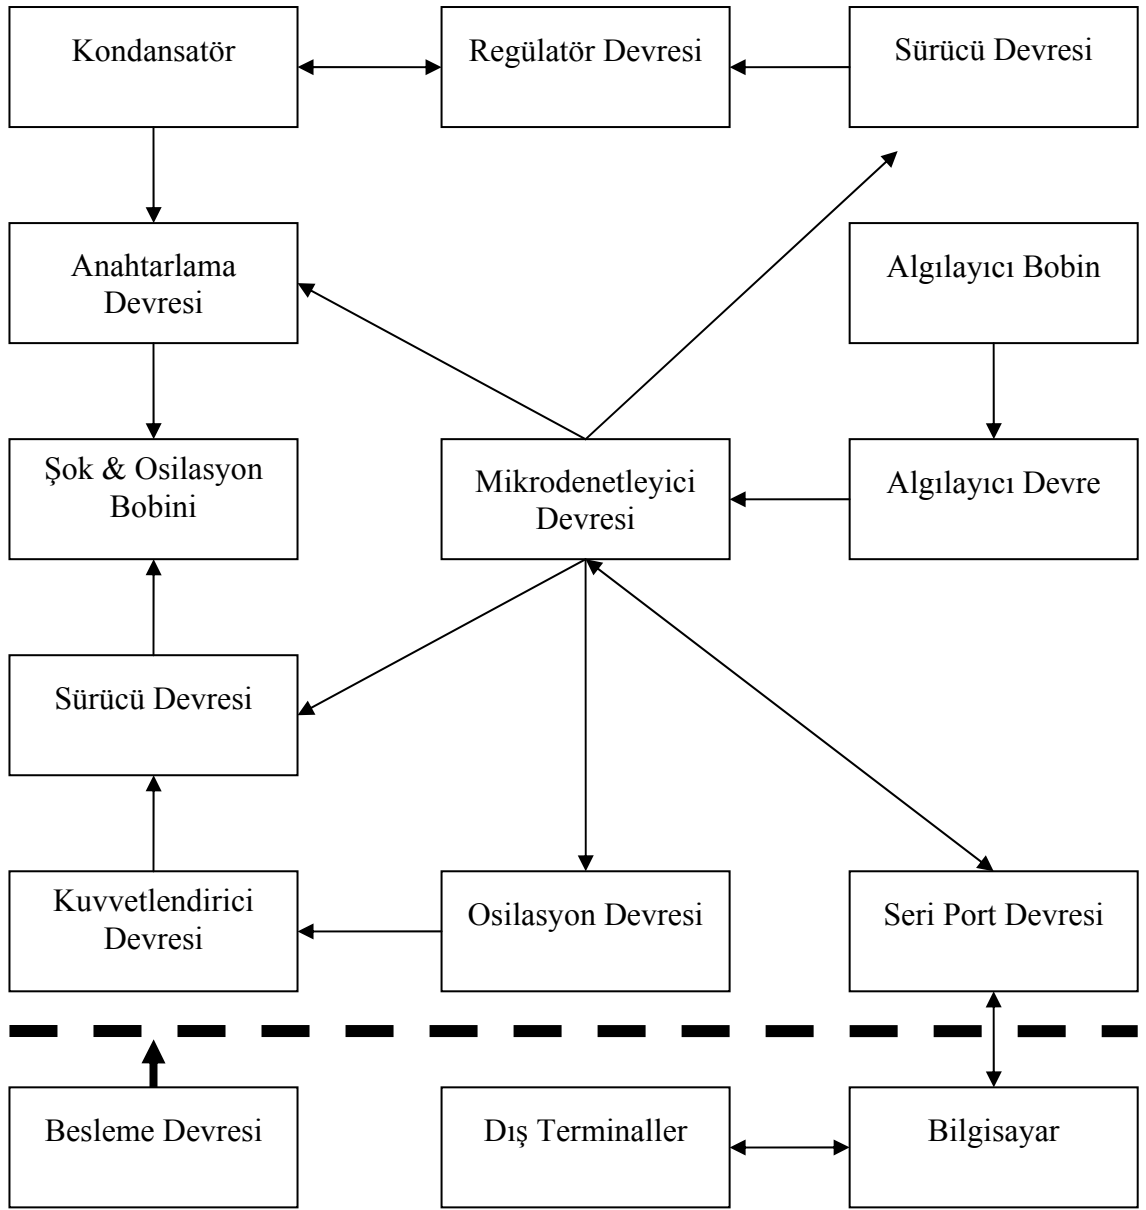 Kondansatör
Regülatör Devresi
Sürücü Devresi
Anahtarlama
Devresi
Algılayıcı Bobin
Şok & Osilasyon
Bobini
Mikrodenetleyici
Devresi
Algılayıcı Devre
Sürücü Devresi
Kuvvetlendirici
Devresi
Osilasyon Devresi
Seri Port Devresi
Besleme Devresi
Dış Terminaller
Bilgisayar